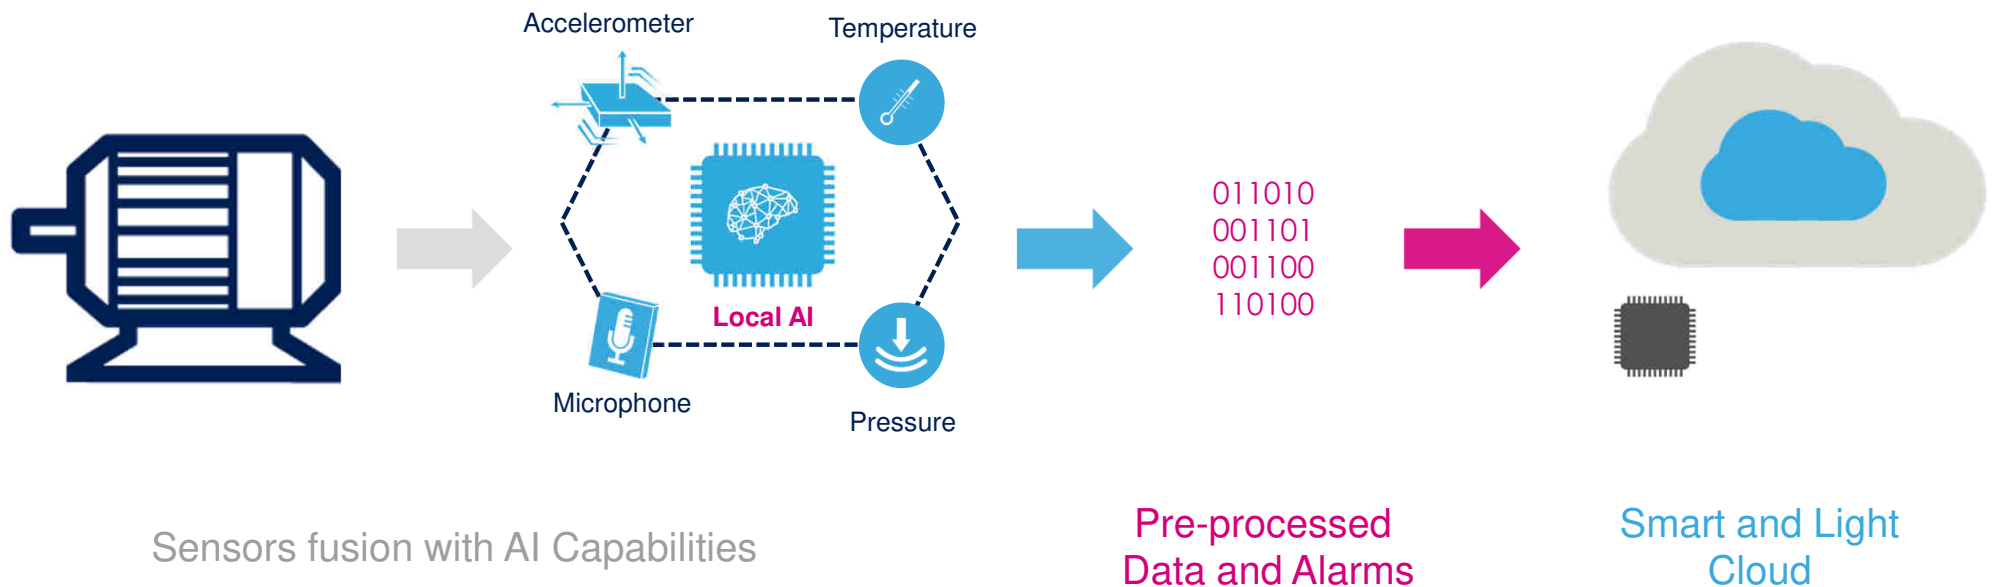 Accelerometer
Temperature
Local AI
Microphone
Pressure
011010
001101
001100
110100
Sensors fusion with AI Capabilities
Pre-processed
Data and Alarms
Smart and Light
Cloud